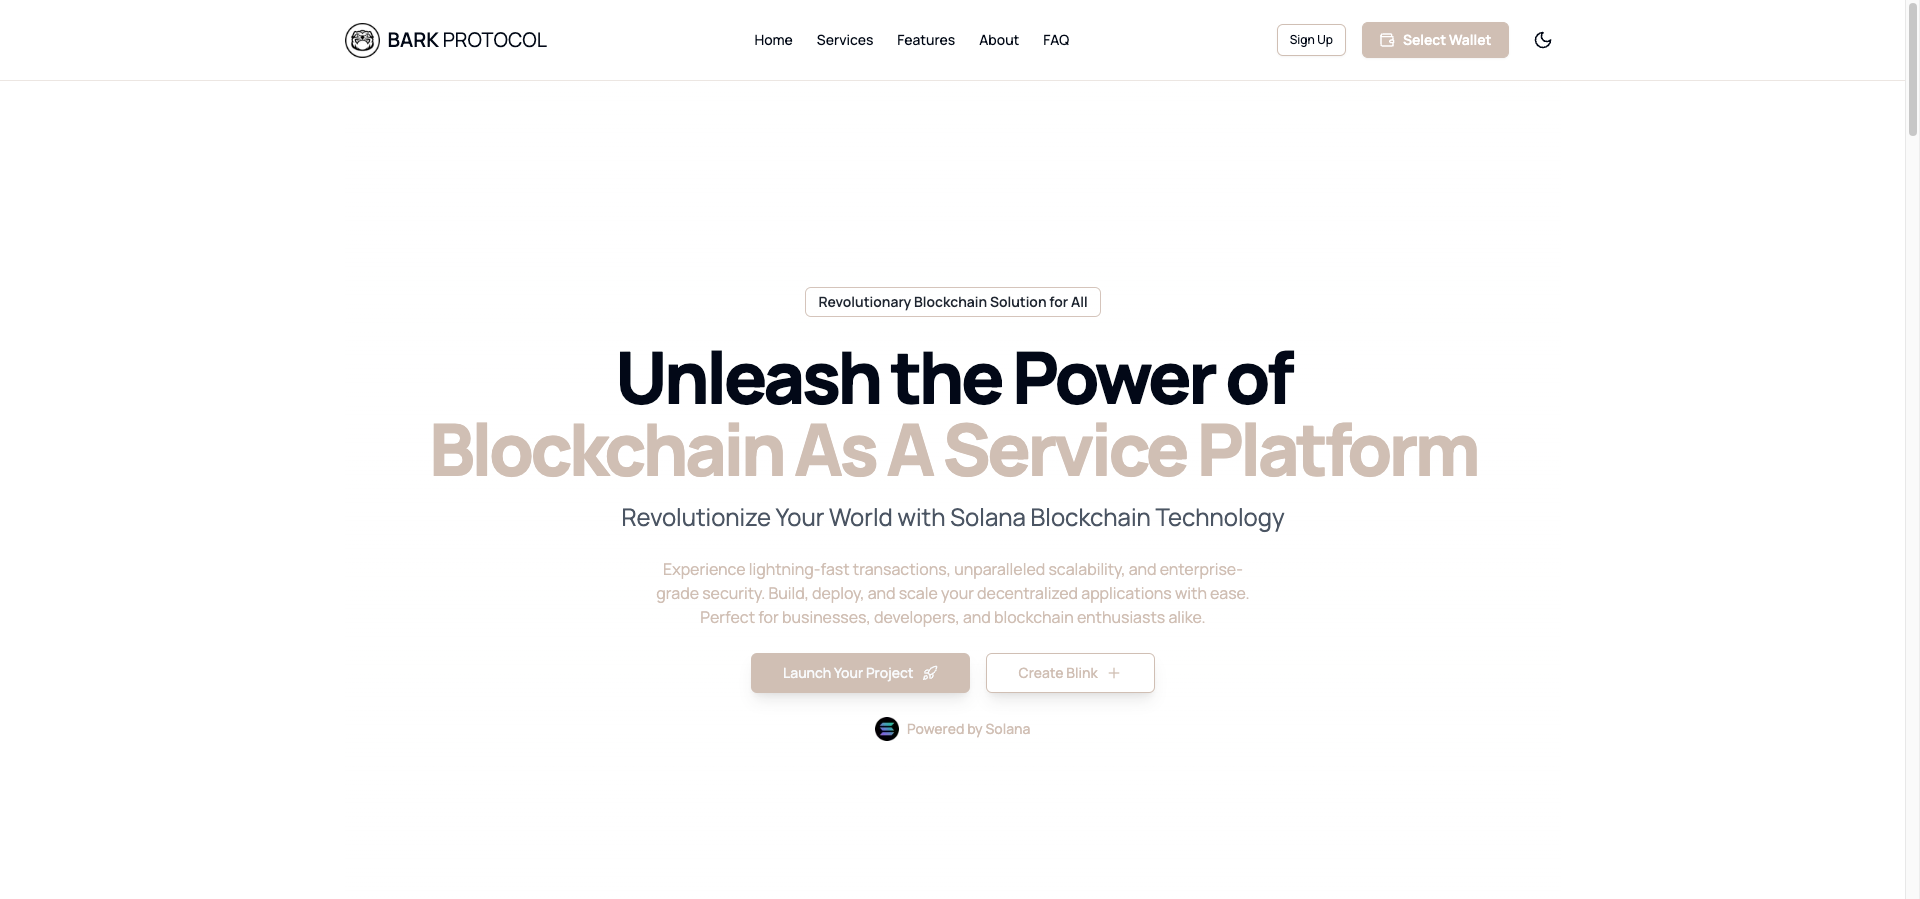 BARK PROTOCOL
Home
Services
Features
About
FAQ
Sign Up
Select Wallet
Revolutionary Blockchain Solution for All
Unleash the Power of
Blockchain As A Service Platform
Revolutionize Your World with Solana Blockchain Technology
Experience lightning-fast transactions, unparalleled scalability, and enterprise-
grade security. Build, deploy, and scale your decentralized applications with ease.
Perfect for businesses, developers, and blockchain enthusiasts alike.
Launch Your Project
Create Blink
Powered by Solana